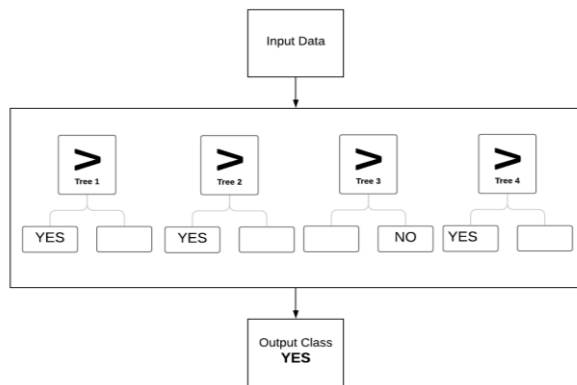 Input Data
>
Tree 1
>
Tree 2
>
Tree 3
>
Tree 4
YES
YES
NO
YES
Output Class
YES